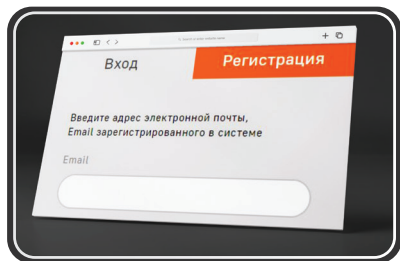 Вход
Регистрация
Введите адрес электронной почты,
Email зарегистрированного в системе
Email